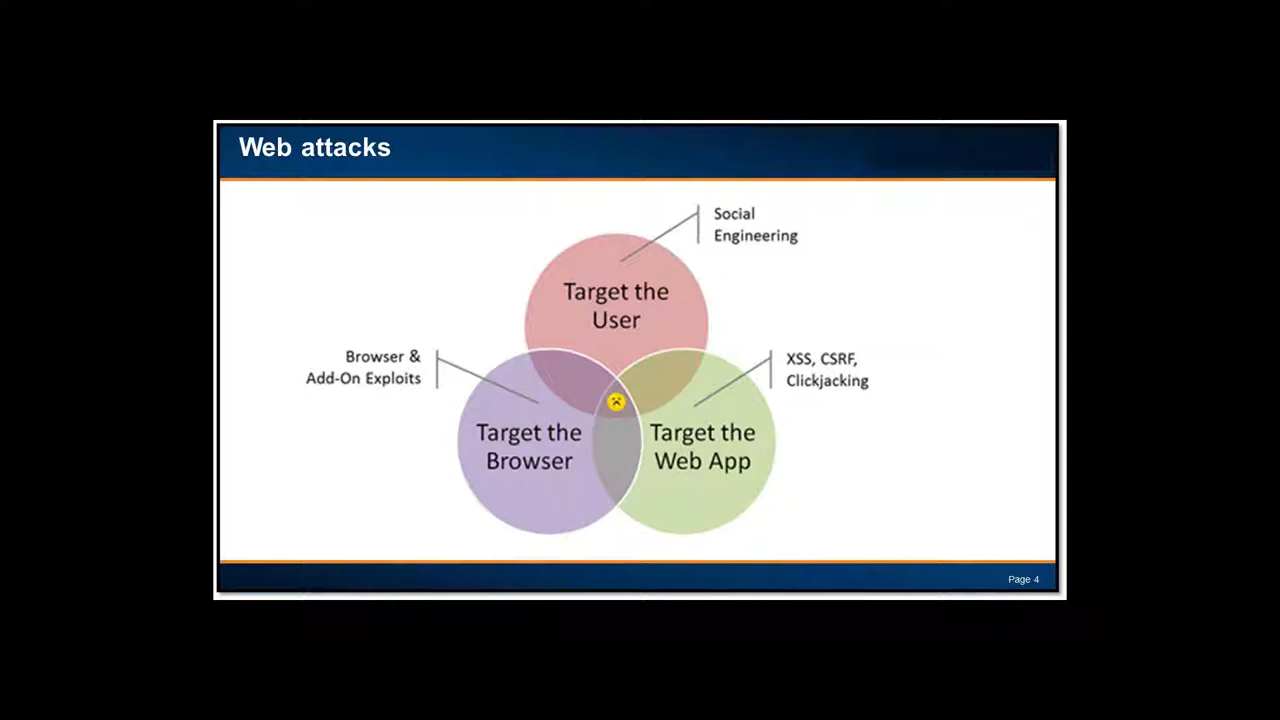 Web attacks
Social
Engineering
Target the
User
Browser &
Add-On Exploits
XSS, CSRF,
Clickjacking
Target the
Browser
Target the
Web App
Page 4